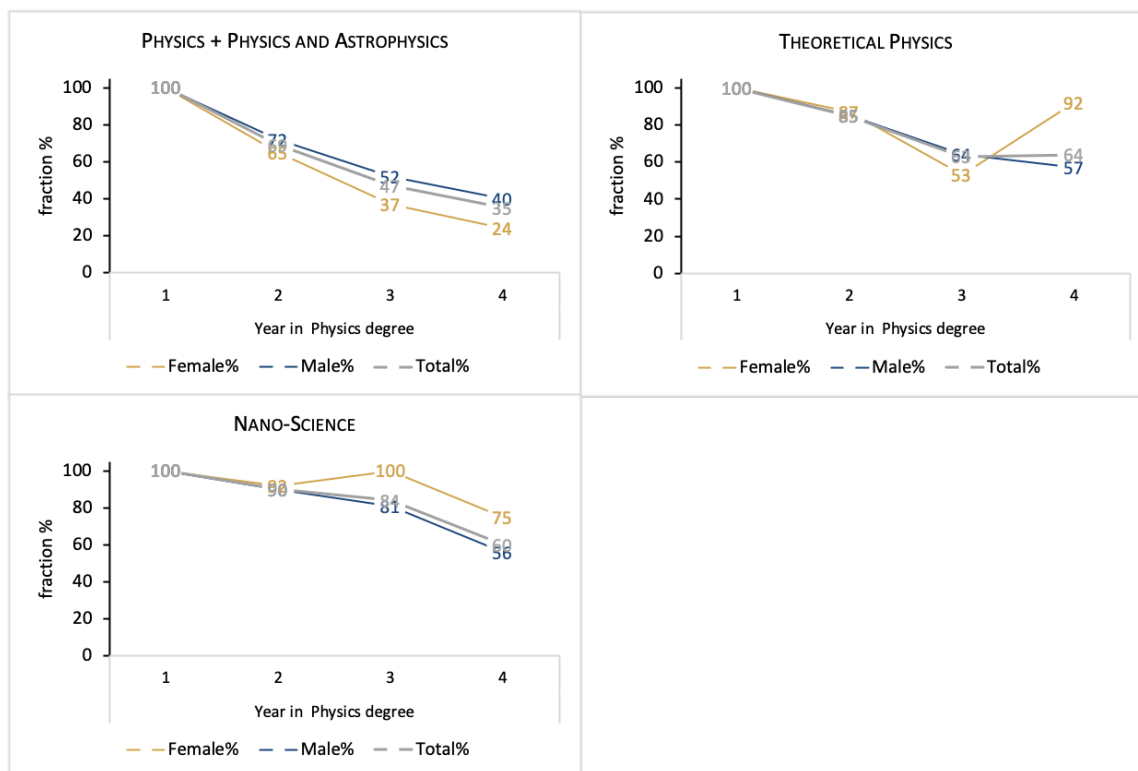 PHYSICS + PHYSICS AND ASTROPHYSICS
100
80
60
40
20
0
fraction %
100
72
65
52
47
37
40
35
24
1 2 3 4
Year in Physics degree
Female% Male% Total%
THEORETICAL PHYSICS
100
80
60
40
20
0
fraction %
100
87
85
64
53
92
64
57
1 2 3 4
Year in Physics degree
Female% Male% Total%
NANO-SCIENCE
100
80
60
40
20
0
fraction %
100
90
100
84
81
75
60
56
1 2 3 4
Year in Physics degree
Female% Male% Total%